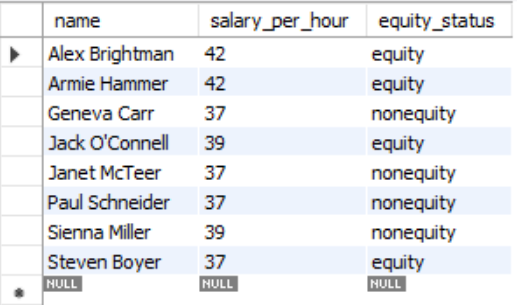 name salary_per_hour equity_status
Alex Brightman 42 equity
Armie Hammer 42 equity
Geneva Carr 37 nonequity
Jack O'Connell 39 equity
Janet McTeer 37 nonequity
Paul Schneider 37 nonequity
Sienna Miller 39 nonequity
Steven Boyer 37 equity
NULL NULL NULL